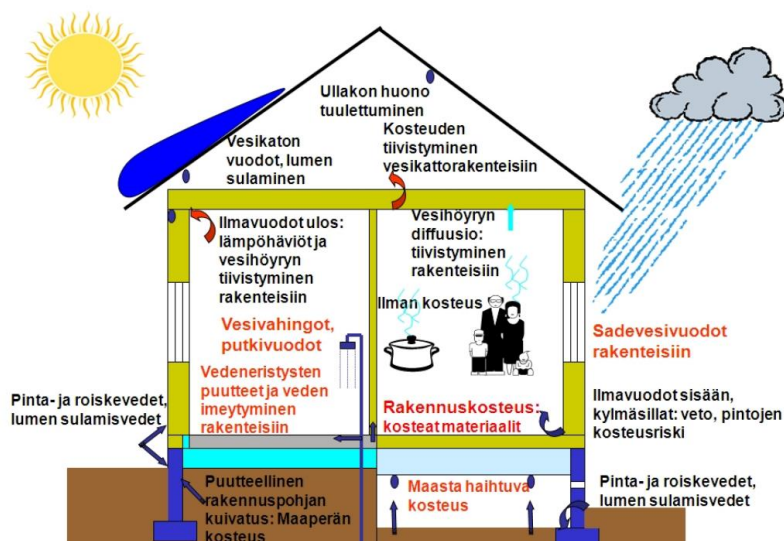 Ullakon huono
tuulettuminen
Vesikaton
vuodot, lumen
sulaminen
Kosteuden
tiivistyminen
vesikattorakenteisiin
Ilmavuodot ulos:
lämpöhäviöt ja
vesihöyryn
tiivistyminen
rakenteisiin
Vesihöyryn
diffuusio:
tiivistyminen
rakenteisiin
Ilman kosteus
Vesivahingot,
putkivuodot
Vedeneristysten
puutteet ja veden
imeytyminen
rakenteisiin
Rakennuskosteus:
kosteat materiaalit
Sadevesivuodot
rakenteisiin
Pinta- ja roiskevedet,
lumen sulamisvedet
Ilmavuodot sisään,
kylmäsillat: veto, pintojen
kosteusriski
Puutteellinen
rakennuspohjan
kuivatus: Maaperän
kosteus
Maasta haihtuva
kosteus
Pinta- ja roiskevedet,
lumen sulamisvedet